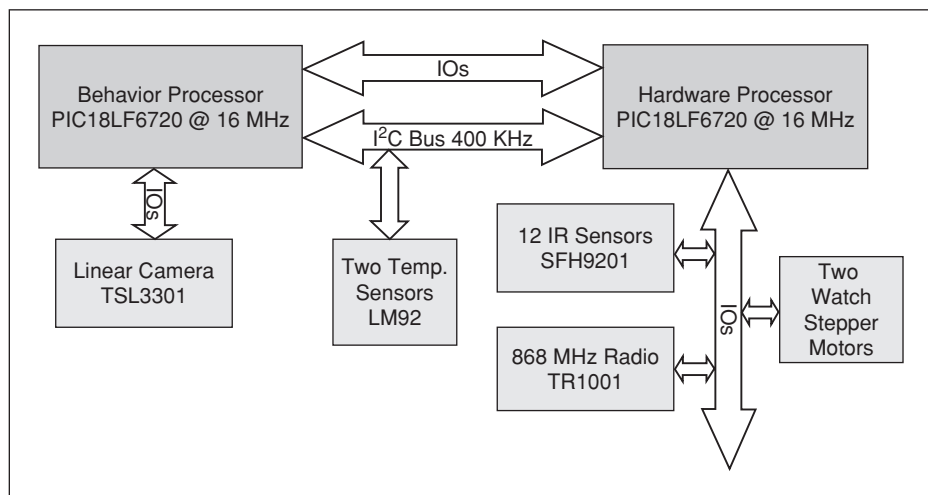 Behavior Processor
PIC18LF6720 @ 16 MHz
IOs
I²C Bus 400 KHz
Hardware Processor
PIC18LF6720 @ 16 MHz
IOs
Linear Camera
TSL3301
Two Temp.
Sensors
LM92
12 IR Sensors
SFH9201
868 MHz Radio
TR1001
IOs
Two
Watch
Stepper
Motors